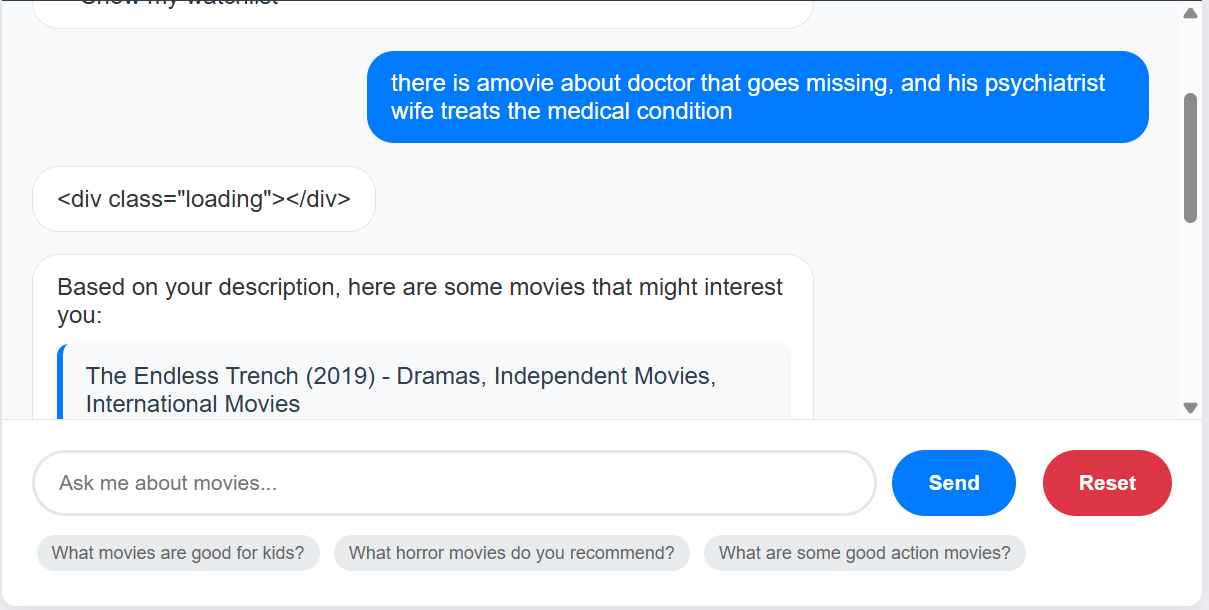 Show my watchlist
there is amovie about doctor that goes missing, and his psychiatrist
wife treats the medical condition
<div class="loading"></div>
Based on your description, here are some movies that might interest
you:
The Endless Trench (2019) - Dramas, Independent Movies,
International Movies
Ask me about movies...
Send
Reset
What movies are good for kids?
What horror movies do you recommend?
What are some good action movies?